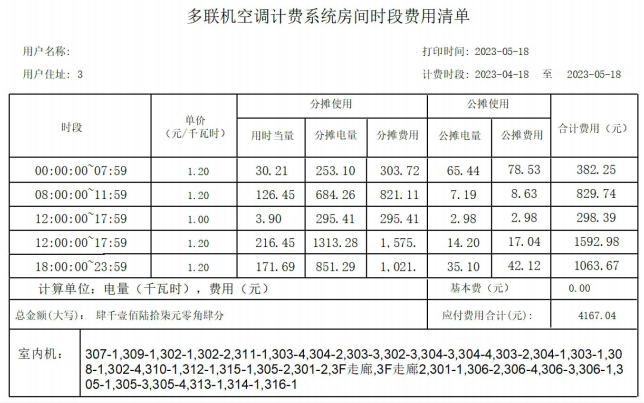 多联机空调计费系统房间时段费用清单
用户名称: 打印时间: 2023-05-18
用户住址: 3 计费时段: 2023-04-18 至 2023-05-18
时段 单价 (元/千瓦时) 分摊使用 公摊使用 合计费用（元）
用时当量 分摊电量 分摊费用 公摊电量 公摊费用
00:00:00~07:59 1.20 30.21 253.10 303.72 65.44 78.53 382.25
08:00:00~11:59 1.20 126.45 684.26 821.11 7.19 8.63 829.74
12:00:00~17:59 1.00 3.90 295.41 295.41 2.98 2.98 298.39
12:00:00~17:59 1.20 216.45 1313.28 1,575. 14.20 17.04 1592.98
18:00:00~23:59 1.20 171.69 851.29 1,021. 35.10 42.12 1063.67
计算单位: 电量（千瓦时）, 费用（元） 基本费（元） 0.00
总金额(大写): 肆千壹佰陆拾柒元零角肆分 应付费用合计(元): 4167.04
室内机: 307-1,309-1,302-1,302-2,311-1,303-4,304-2,303-3,302-3,304-3,304-4,303-2,304-1,303-1,30
8-1,302-4,310-1,312-1,315-1,305-2,301-2,3F走廊,3F走廊2,301-1,306-2,306-4,306-3,306-1,3
05-1,305-3,305-4,313-1,314-1,316-1